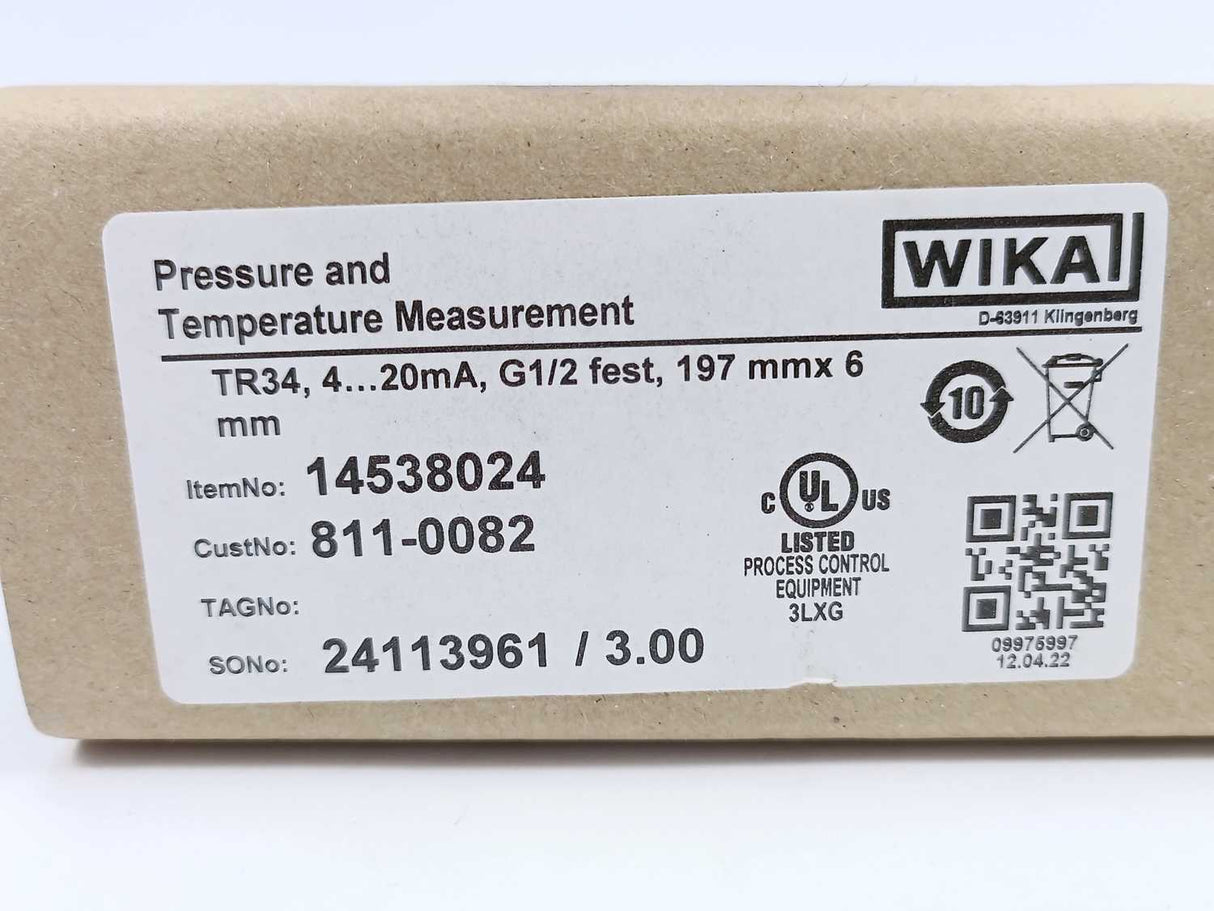 Pressure and
Temperature Measurement
WIKA
D-63911 Klingenberg
TR34, 4...20mA, G1/2 fest, 197 mmx 6
mm
10
ItemNo: 14538024
CustNo: 811-0082
TAGNo:
SONo: 24113961 / 3.00
C UL US
LISTED
PROCESS CONTROL
EQUIPMENT
3LXG
09975997
12.04.22